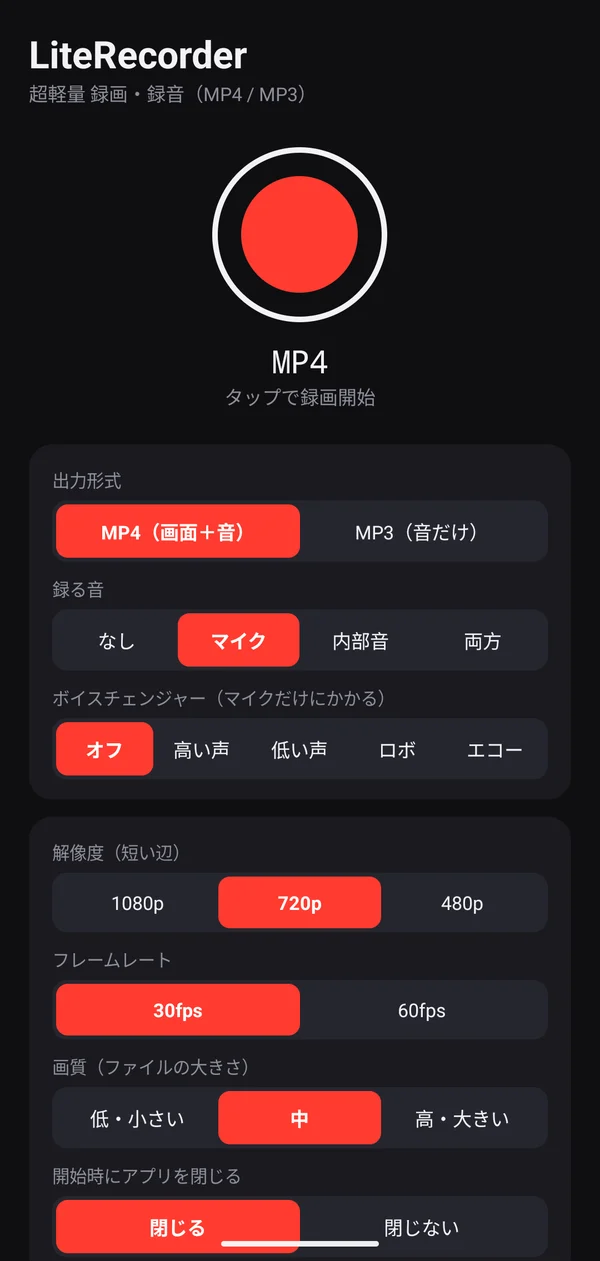 LiteRecorder
超軽量 録画・録音（MP4 / MP3）
MP4
タップで録画開始
出力形式
MP4（画面＋音） MP3（音だけ）
録る音
なし マイク 内部音 両方
ボイスチェンジャー（マイクだけにかかる）
オフ 高い声 低い声 ロボ エコー
解像度（短い辺）
1080p 720p 480p
フレームレート
30fps 60fps
画質（ファイルの大きさ）
低・小さい 中 高・大きい
開始時にアプリを閉じる
閉じる 閉じない